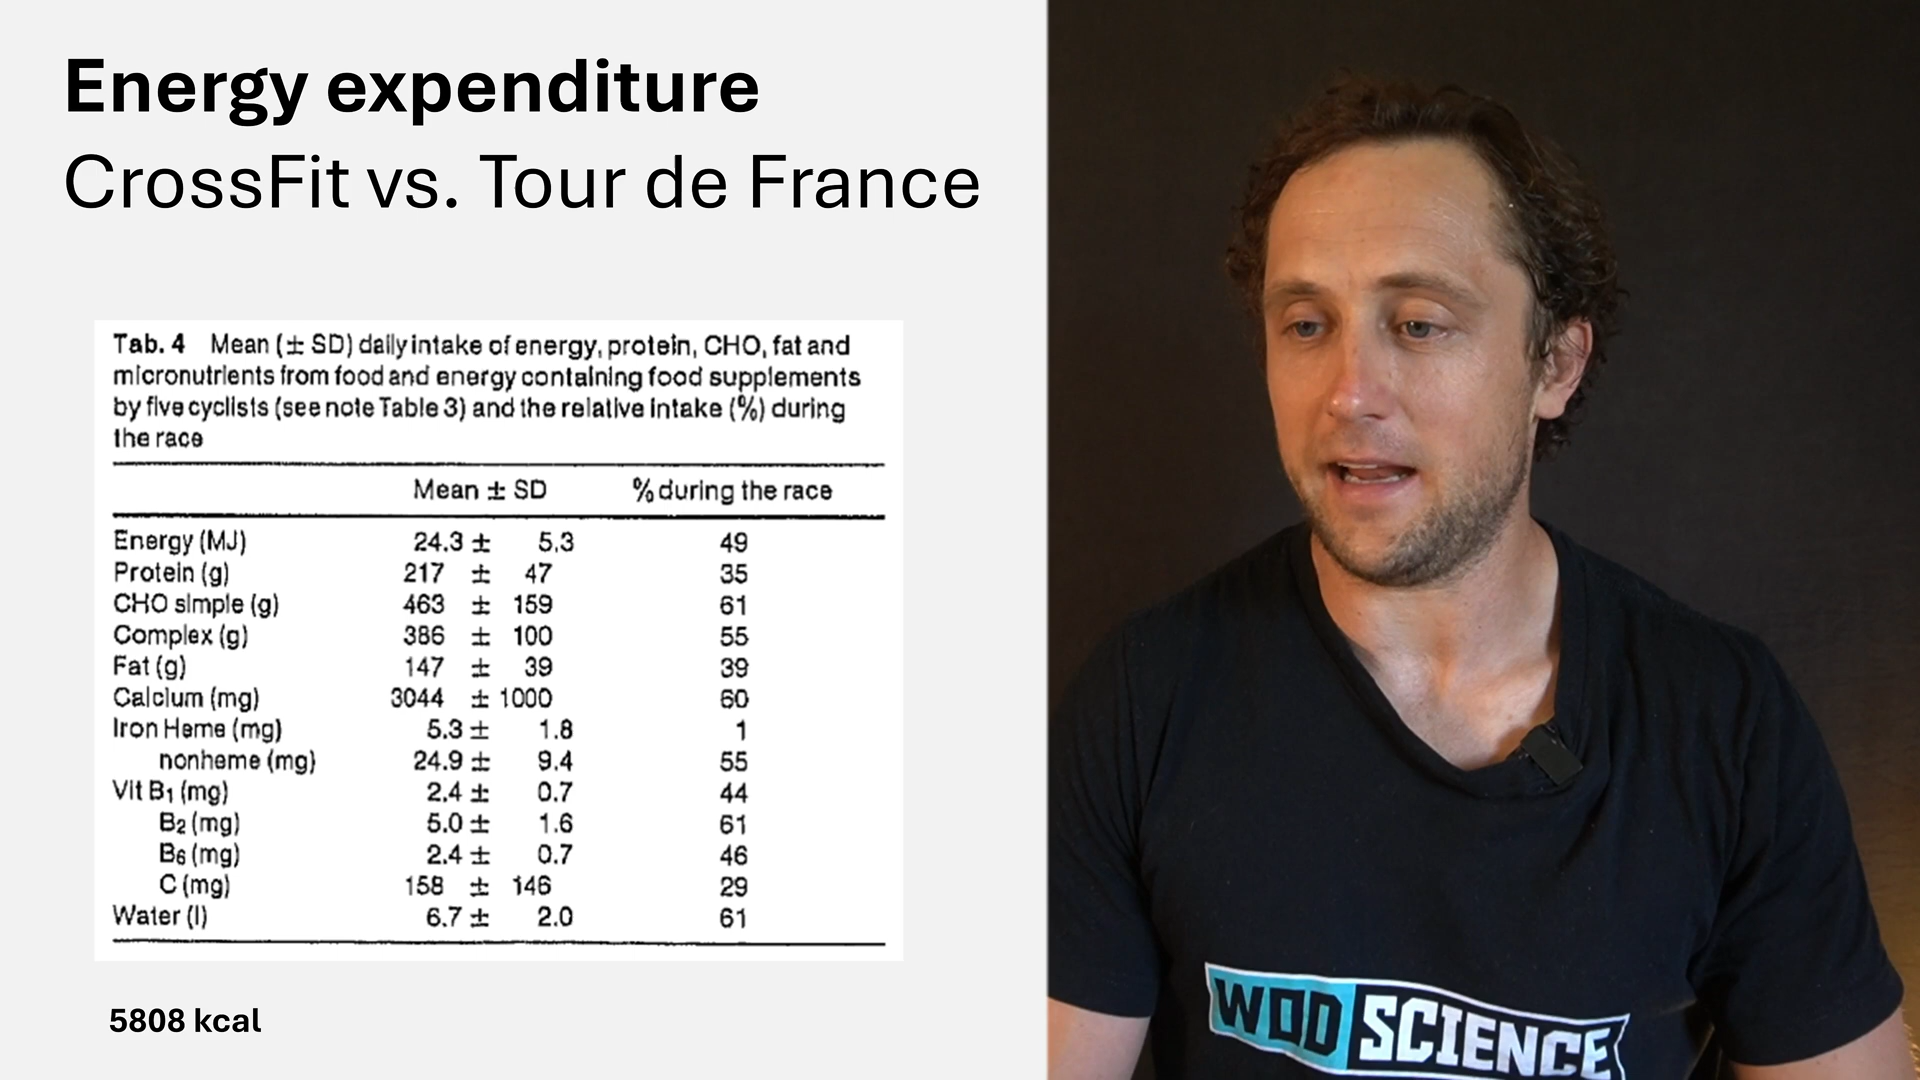 Energy expenditure
CrossFit vs. Tour de France
Tab. 4 Mean (± SD) daily intake of energy, protein, CHO, fat and
micronutrients from food and energy containing food supplements
by five cyclists (see note Table 3) and the relative intake (%) during
the race
Mean ± SD % during the race
Energy (MJ) 24.3 ± 5.3 49
Protein (g) 217 ± 47 35
CHO simple (g) 463 ± 159 61
Complex (g) 386 ± 100 55
Fat (g) 147 ± 39 39
Calcium (mg) 3044 ± 1000 60
Iron Heme (mg) 5.3 ± 1.8 1
nonheme (mg) 24.9 ± 9.4 55
Vit B₁ (mg) 2.4 ± 0.7 44
B₂ (mg) 5.0 ± 1.6 61
B₆ (mg) 2.4 ± 0.7 46
C (mg) 158 ± 146 29
Water (l) 6.7 ± 2.0 61
5808 kcal
WOD SCIENCE